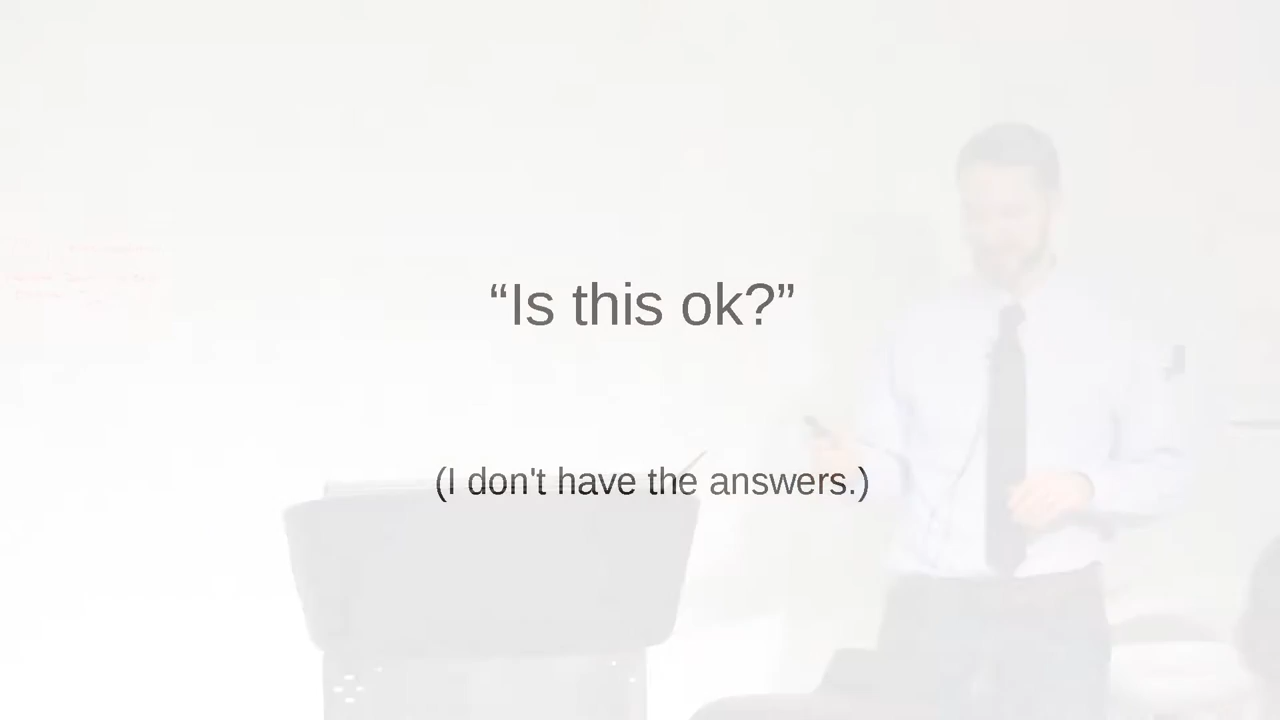 “Is this ok?”
(I don't have the answers.)